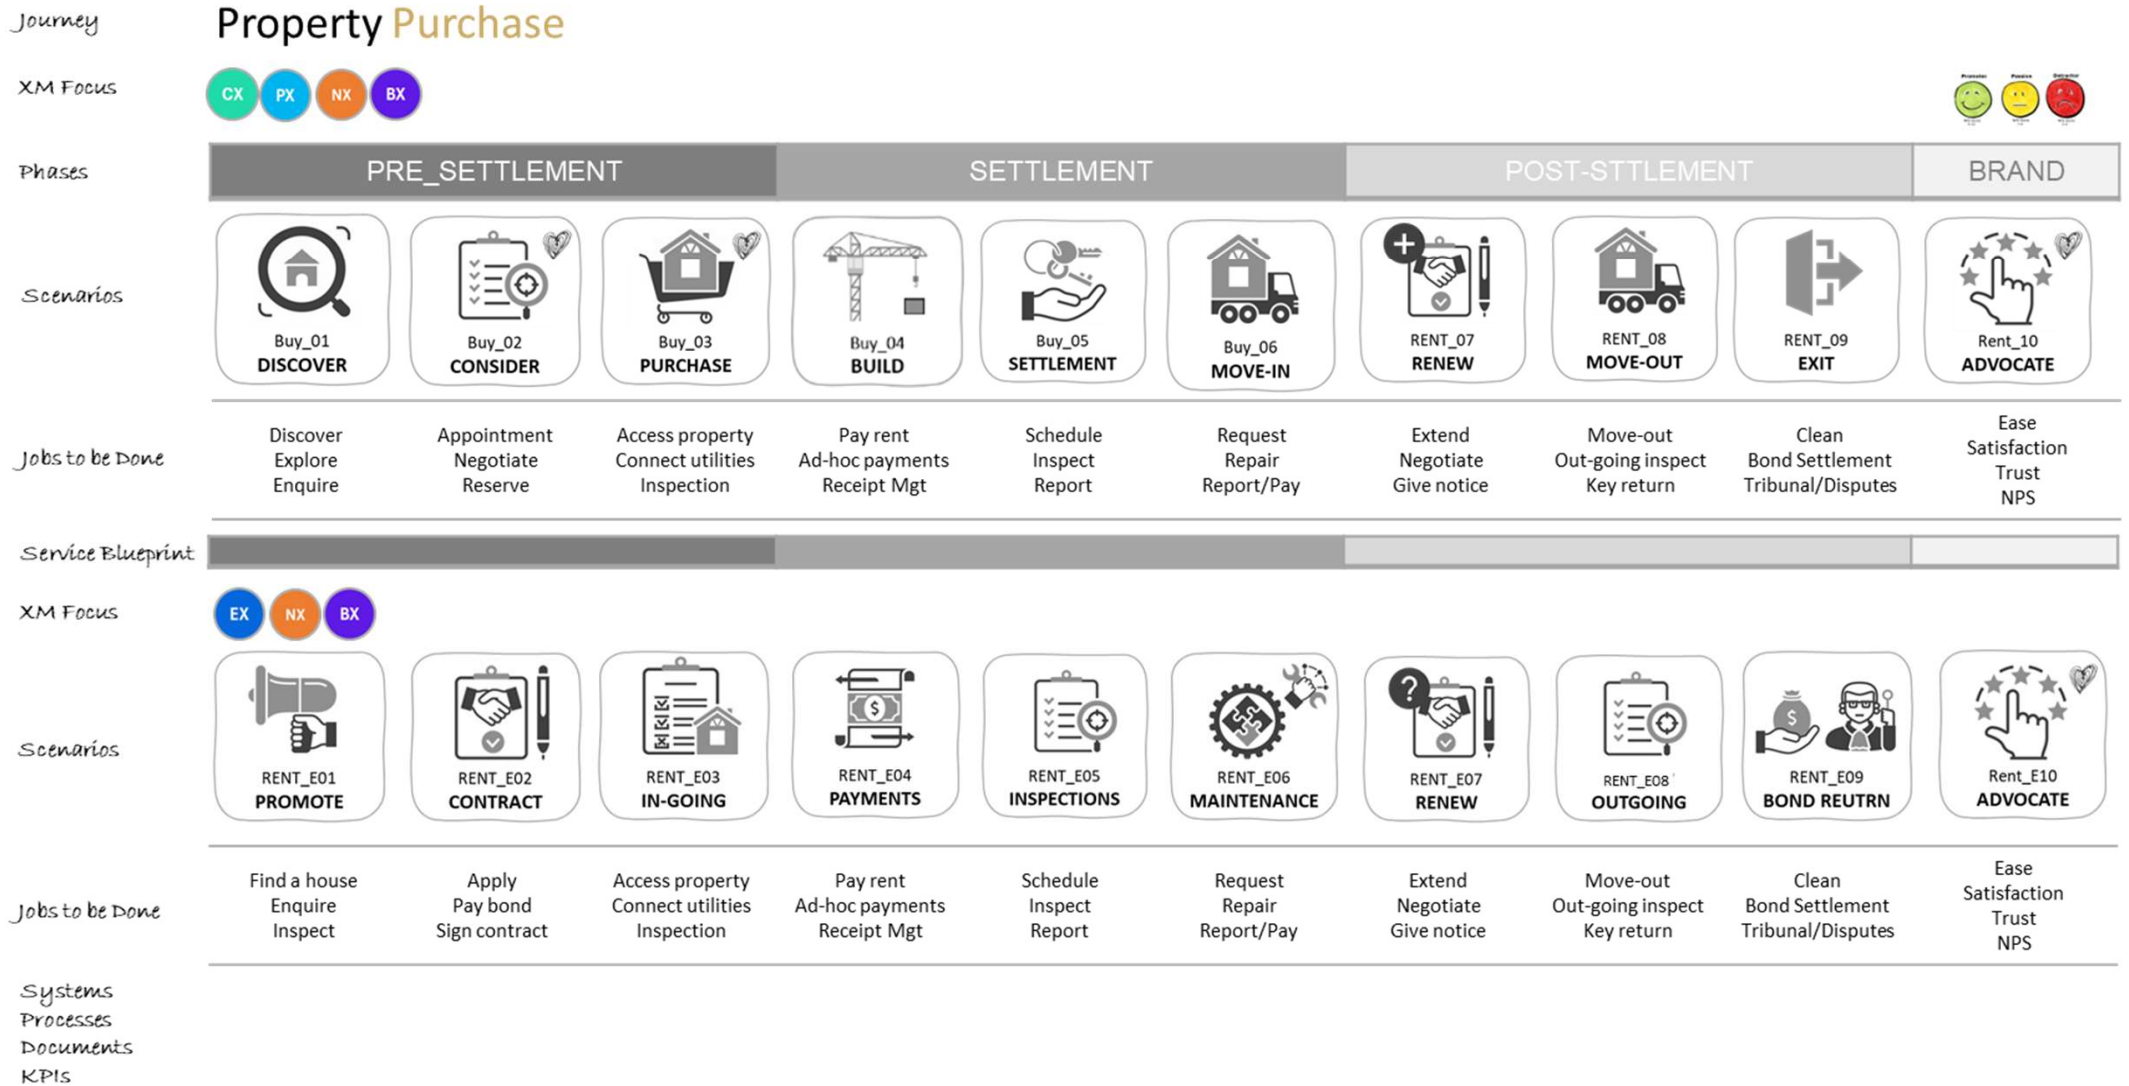 Journey
Property Purchase
XM Focus
CX PX NX BX
Promoter Passive Detractor
Phases
PRE_SETTLEMENT SETTLEMENT POST-STTLEMENT BRAND
Scenarios
Buy_01
DISCOVER
Buy_02
CONSIDER
Buy_03
PURCHASE
Buy_04
BUILD
Buy_05
SETTLEMENT
Buy_06
MOVE-IN
RENT_07
RENEW
RENT_08
MOVE-OUT
RENT_09
EXIT
Rent_10
ADVOCATE
Jobs to be Done
Discover
Explore
Enquire
Appointment
Negotiate
Reserve
Access property
Connect utilities
Inspection
Pay rent
Ad-hoc payments
Receipt Mgt
Schedule
Inspect
Report
Request
Repair
Report/Pay
Extend
Negotiate
Give notice
Move-out
Out-going inspect
Key return
Clean
Bond Settlement
Tribunal/Disputes
Ease
Satisfaction
Trust
NPS
Service Blueprint
XM Focus
EX NX BX
Scenarios
RENT_E01
PROMOTE
RENT_E02
CONTRACT
RENT_E03
IN-GOING
$
RENT_E04
PAYMENTS
RENT_E05
INSPECTIONS
RENT_E06
MAINTENANCE
?
RENT_E07
RENEW
RENT_E08
OUTGOING
$
RENT_E09
BOND REUTRN
Rent_E10
ADVOCATE
Jobs to be Done
Find a house
Enquire
Inspect
Apply
Pay bond
Sign contract
Access property
Connect utilities
Inspection
Pay rent
Ad-hoc payments
Receipt Mgt
Schedule
Inspect
Report
Request
Repair
Report/Pay
Extend
Negotiate
Give notice
Move-out
Out-going inspect
Key return
Clean
Bond Settlement
Tribunal/Disputes
Ease
Satisfaction
Trust
NPS
Systems
Processes
Documents
KPIs